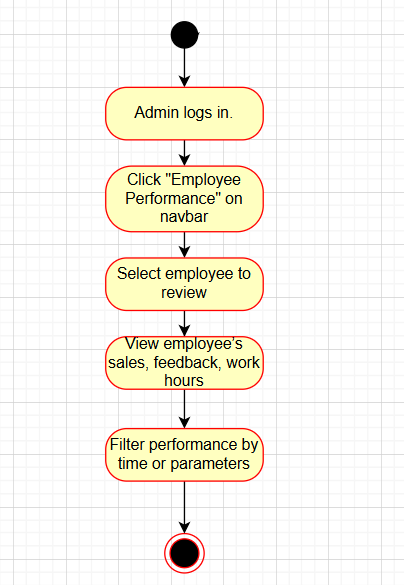 Admin logs in.
Click "Employee
Performance" on
navbar
Select employee to
review
View employee's
sales, feedback, work
hours
Filter performance by
time or parameters